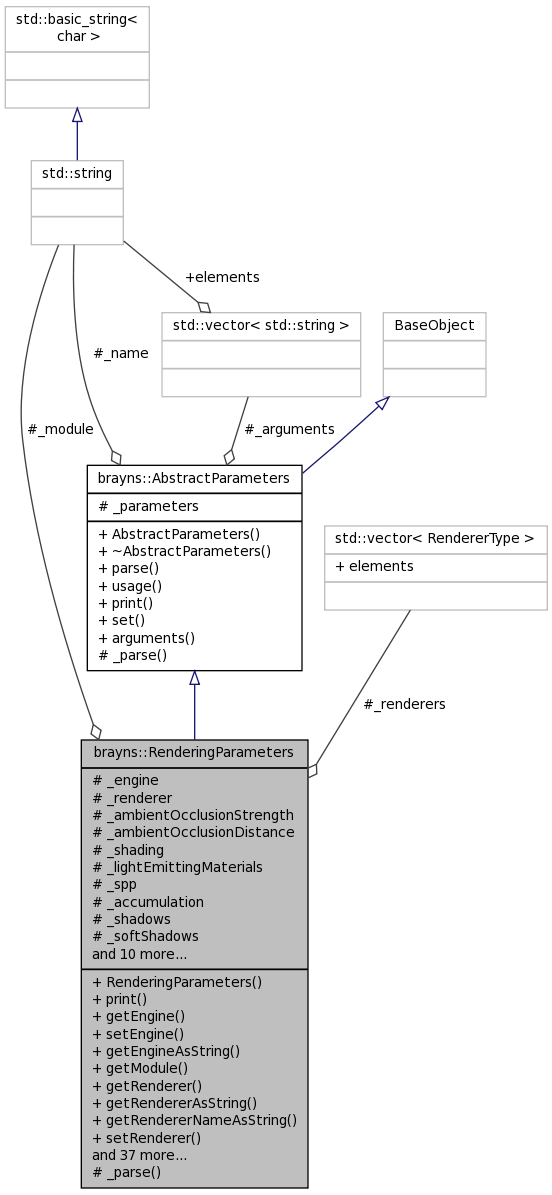 std::basic_string<
char >
std::string
+elements
std::vector< std::string >
BaseObject
#_name
#_module
#_arguments
brayns::AbstractParameters
# _parameters
+ AbstractParameters()
+ ~AbstractParameters()
+ parse()
+ usage()
+ print()
+ set()
+ arguments()
# _parse()
std::vector< RendererType >
+ elements
#_renderers
brayns::RenderingParameters
# _engine
# _renderer
# _ambientOcclusionStrength
# _ambientOcclusionDistance
# _shading
# _lightEmittingMaterials
# _spp
# _accumulation
# _shadows
# _softShadows
and 10 more...
+ RenderingParameters()
+ print()
+ getEngine()
+ setEngine()
+ getEngineAsString()
+ getModule()
+ getRenderer()
+ getRendererAsString()
+ getRendererNameAsString()
+ setRenderer()
and 37 more...
# _parse()